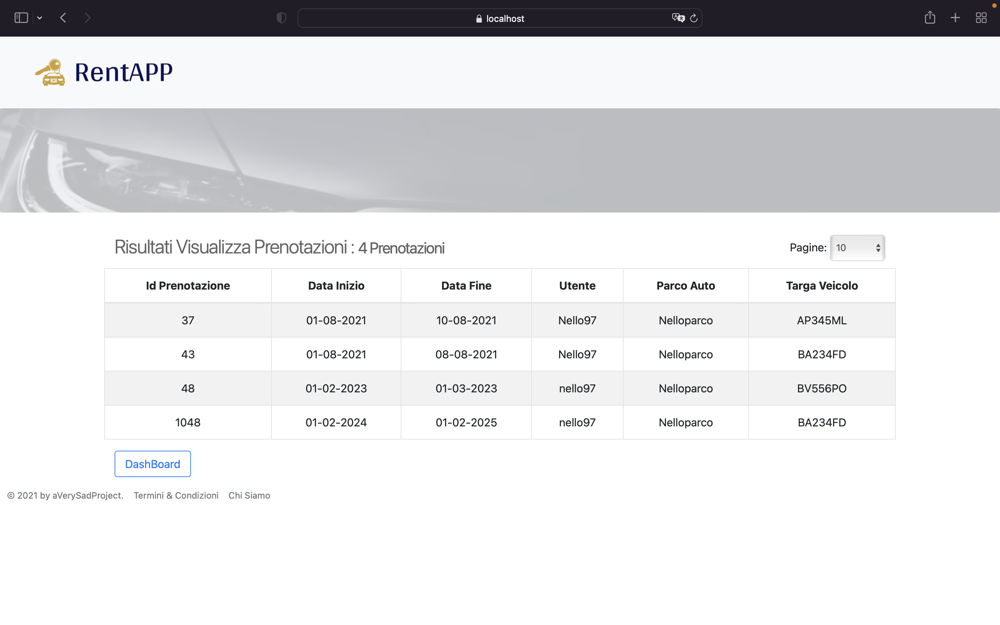 localhost
RentAPP
Risultati Visualizza Prenotazioni : 4 Prenotazioni
Pagine: 10
Id Prenotazione Data Inizio Data Fine Utente Parco Auto Targa Veicolo
37 01-08-2021 10-08-2021 Nello97 Nelloparco AP345ML
43 01-08-2021 08-08-2021 Nello97 Nelloparco BA234FD
48 01-02-2023 01-03-2023 nello97 Nelloparco BV556PO
1048 01-02-2024 01-02-2025 nello97 Nelloparco BA234FD
DashBoard
© 2021 by aVerySadProject. Termini & Condizioni Chi Siamo